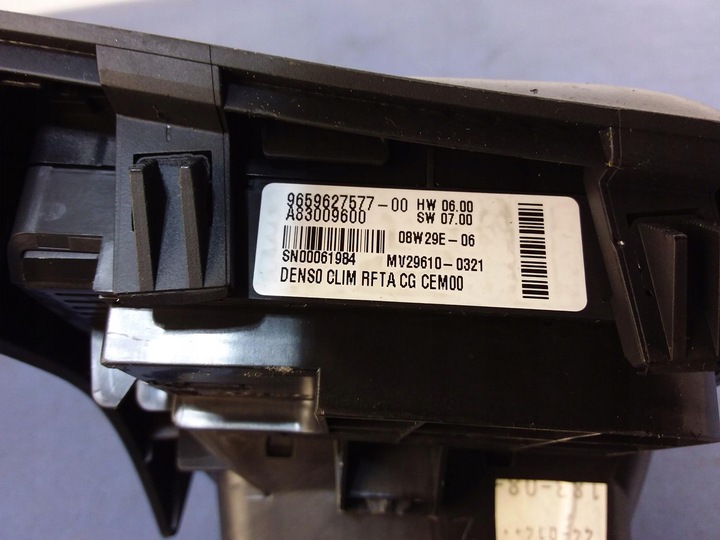 9659627577-00 HW 06.00
A83009600 SW 07.00
08W29E-06
SN00061984 MV29610-0321
DENSO CLIM RFTA CG CEM00